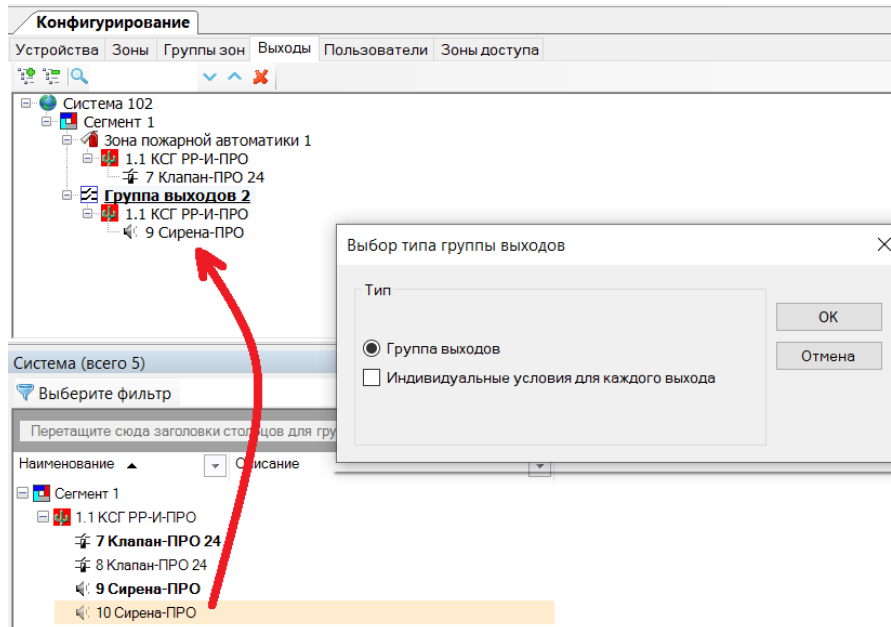 Конфигурирование
Устройства Зоны Группы зон Выходы Пользователи Зоны доступа
Система 102
Сегмент 1
Зона пожарной автоматики 1
1.1 КСГ РР-И-ПРО
7 Клапан-ПРО 24
Группа выходов 2
1.1 КСГ РР-И-ПРО
9 Сирена-ПРО
Выбор типа группы выходов
Тип
Группа выходов
Индивидуальные условия для каждого выхода
ОК
Отмена
Система (всего 5)
Выберите фильтр
Перетащите сюда заголовки столбцов для гру
Наименование Описание
Сегмент 1
1.1 КСГ РР-И-ПРО
7 Клапан-ПРО 24
8 Клапан-ПРО 24
9 Сирена-ПРО
10 Сирена-ПРО